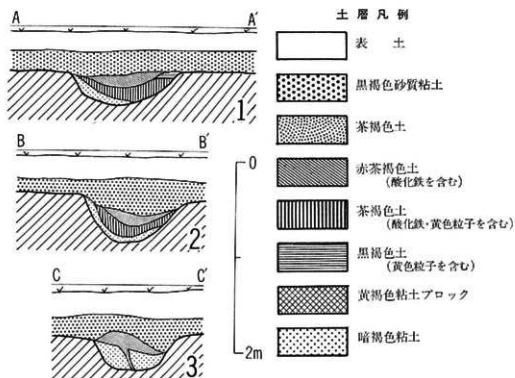 A A′
1
B B′
2
C C′
3
0
2m
土層凡例
表土
黒褐色砂質粘土
茶褐色土
赤茶褐色土
(酸化鉄を含む)
茶褐色土
(酸化鉄・黄色粒子を含む)
黒褐色土
(黄色粒子を含む)
黄褐色粘土ブロック
暗褐色粘土